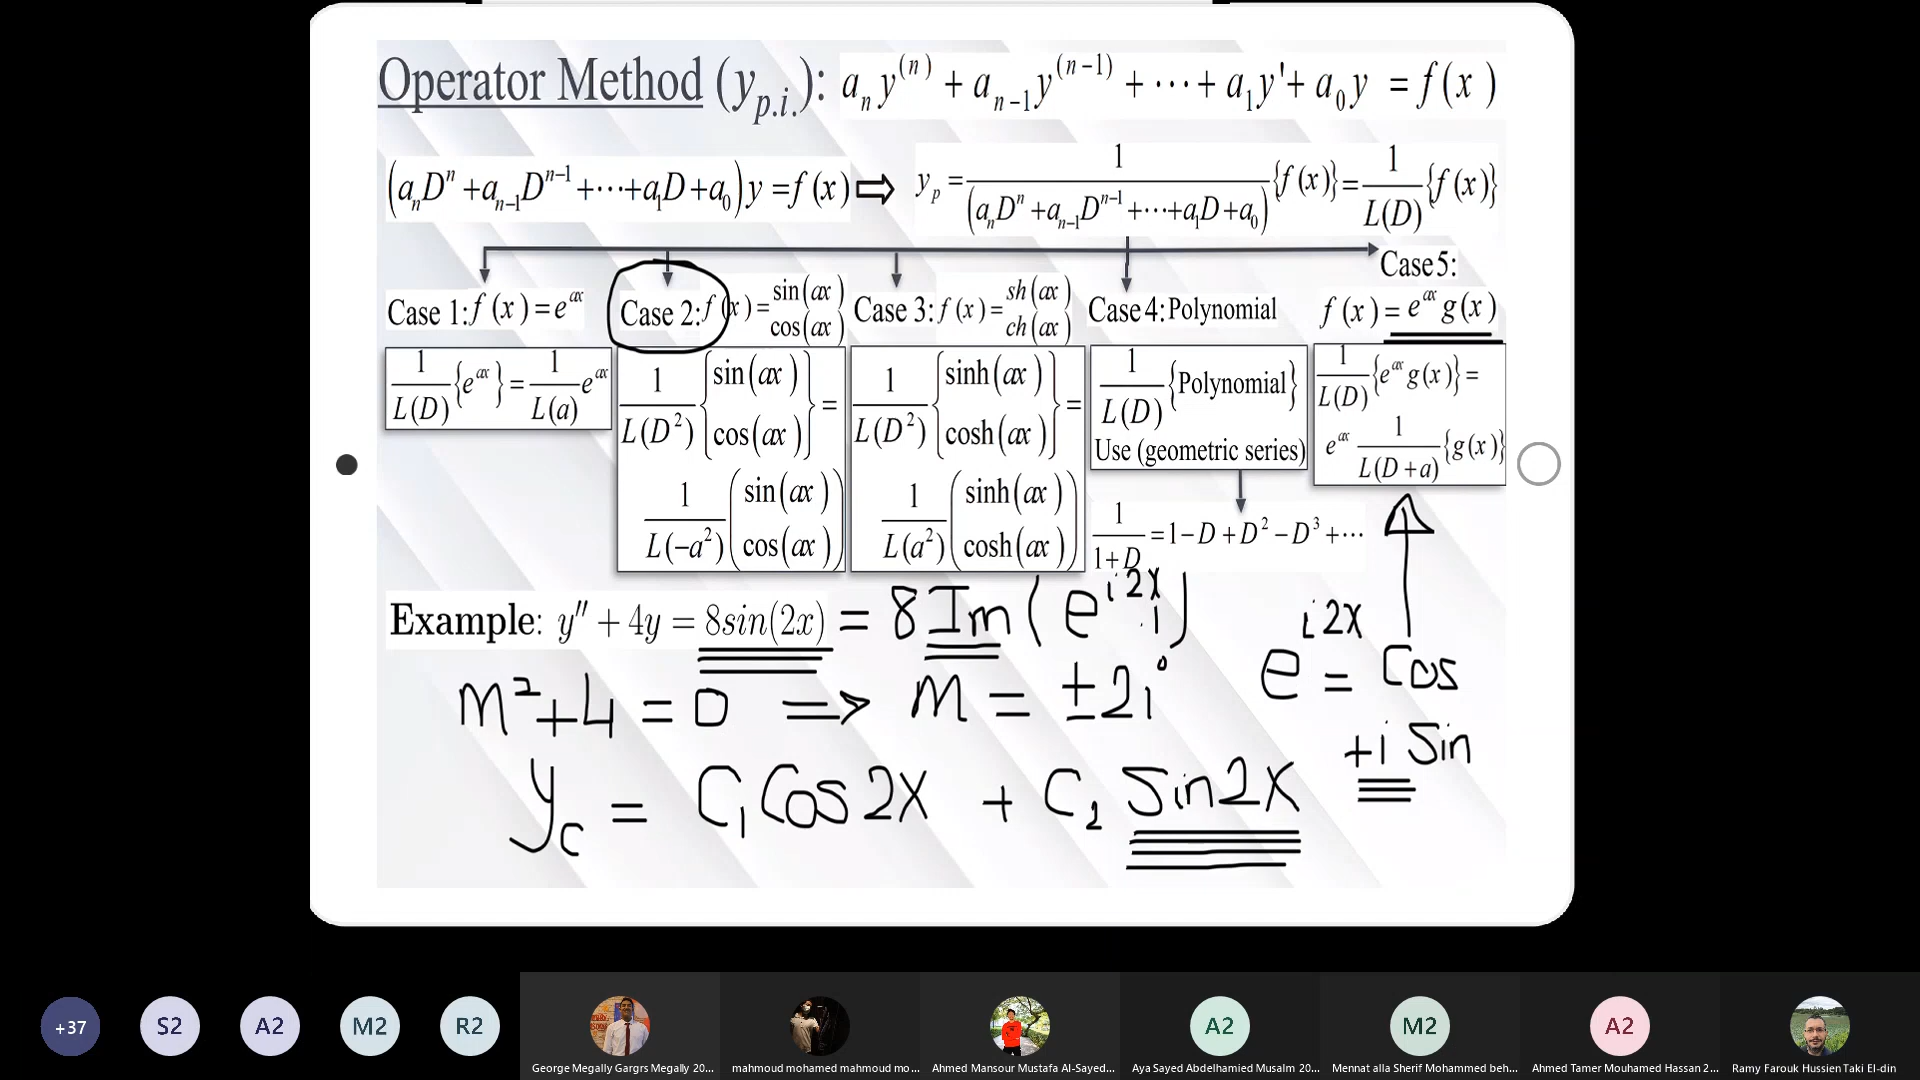 Operator Method (y_p.i.): a_n y^(n) + a_{n-1} y^(n-1) + ⋯ + a_1 y' + a_0 y = f(x)
(a_n D^n + a_{n-1} D^{n-1} + ⋯ + a_1 D + a_0) y = f(x) ⇨ y_p = 1/(a_n D^n + a_{n-1} D^{n-1} + ⋯ + a_1 D + a_0) {f(x)} = 1/L(D) {f(x)}
Case 1: f(x) = e^{ax}
1/L(D) {e^{ax}} = 1/L(a) e^{ax}
Case 2: f(x) = sin(ax) cos(ax)
1/L(D²) {sin(ax) cos(ax)} =
1/L(−a²) (sin(ax) cos(ax))
Case 3: f(x) = sh(ax) ch(ax)
1/L(D²) {sinh(ax) cosh(ax)} =
1/L(a²) (sinh(ax) cosh(ax))
Case 4: Polynomial
1/L(D) {Polynomial}
Use (geometric series)
1/(1+D) = 1 − D + D² − D³ + ⋯
Case 5:
f(x) = e^{ax} g(x)
1/L(D) {e^{ax} g(x)} =
e^{ax} 1/L(D+a) {g(x)}
Example: y'' + 4y = 8sin(2x) = 8 Im(e^{i2x})
m² + 4 = 0 => m = ±2i
e^{i2x} = Cos
+i Sin
y_c = C₁ Cos 2x + C₂ Sin 2x
+37
S2
A2
M2
R2
A2
M2
A2
George Megally Gargrs Megally 20...
mahmoud mohamed mahmoud mo...
Ahmed Mansour Mustafa Al-Sayed...
Aya Sayed Abdelhamied Musalm 20...
Mennat alla Sherif Mohammed beh...
Ahmed Tamer Mouhamed Hassan 2...
Ramy Farouk Hussien Taki El-din